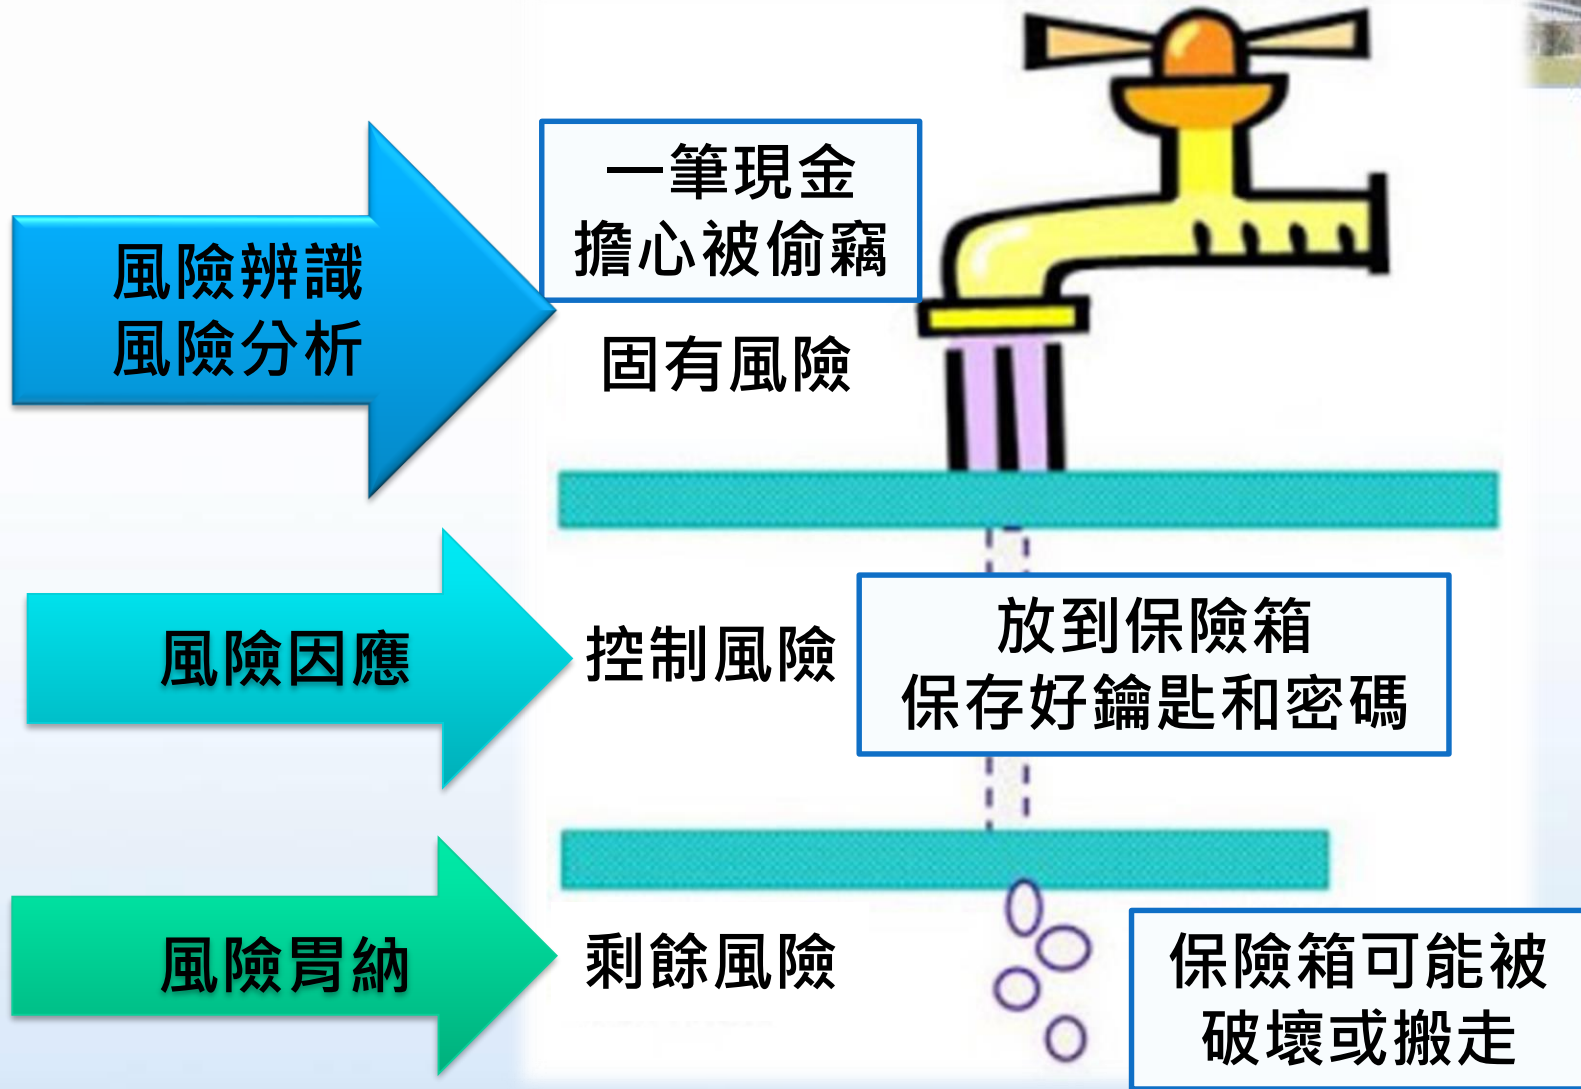 風險辨識
風險分析
一筆現金
擔心被偷竊
固有風險
風險因應
控制風險
放到保險箱
保存好鑰匙和密碼
風險胃納
剩餘風險
保險箱可能被
破壞或搬走